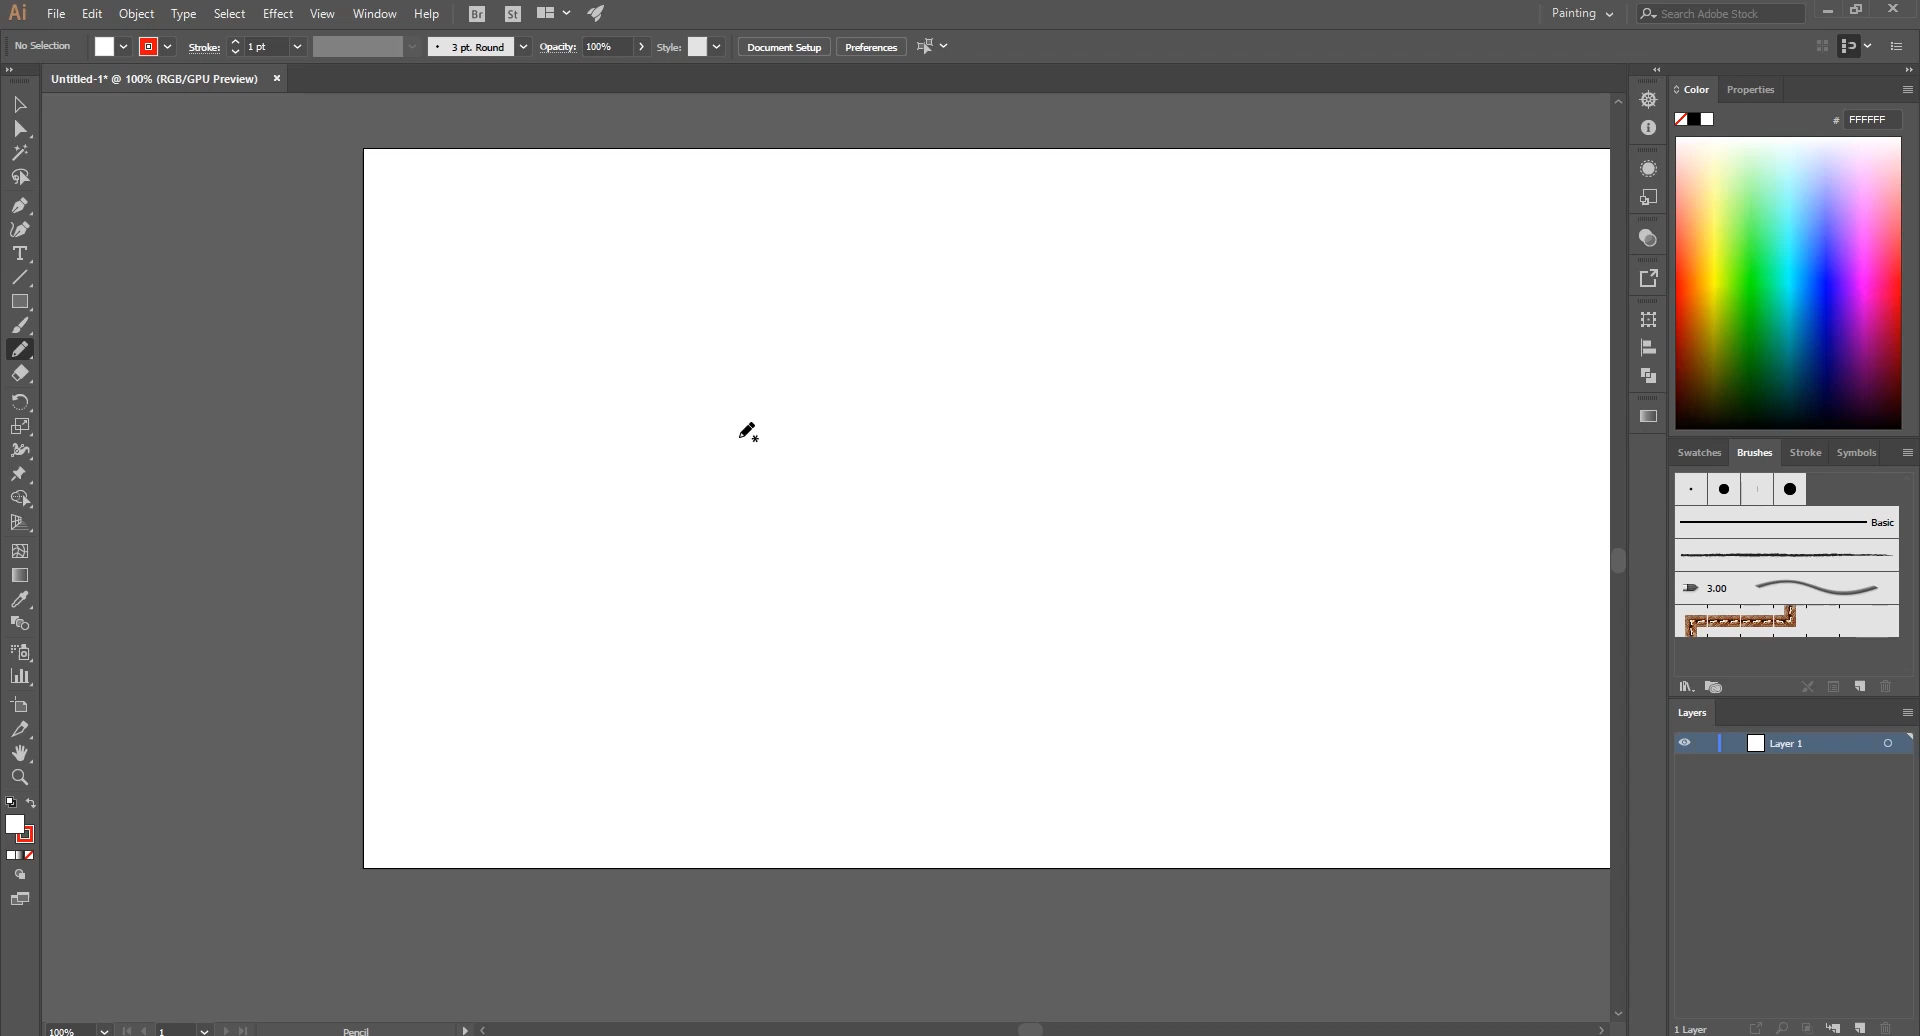 Ai File Edit Object Type Select Effect View Window Help Br St Painting Search Adobe Stock
No Selection Stroke: 1 pt 3 pt. Round Opacity: 100% Style: Document Setup Preferences
Untitled-1* @ 100% (RGB/GPU Preview) ×
Color Properties
# FFFFFF
Swatches Brushes Stroke Symbols
Basic
3.00
Layers
Layer 1
100% 1 Pencil
1 Layer